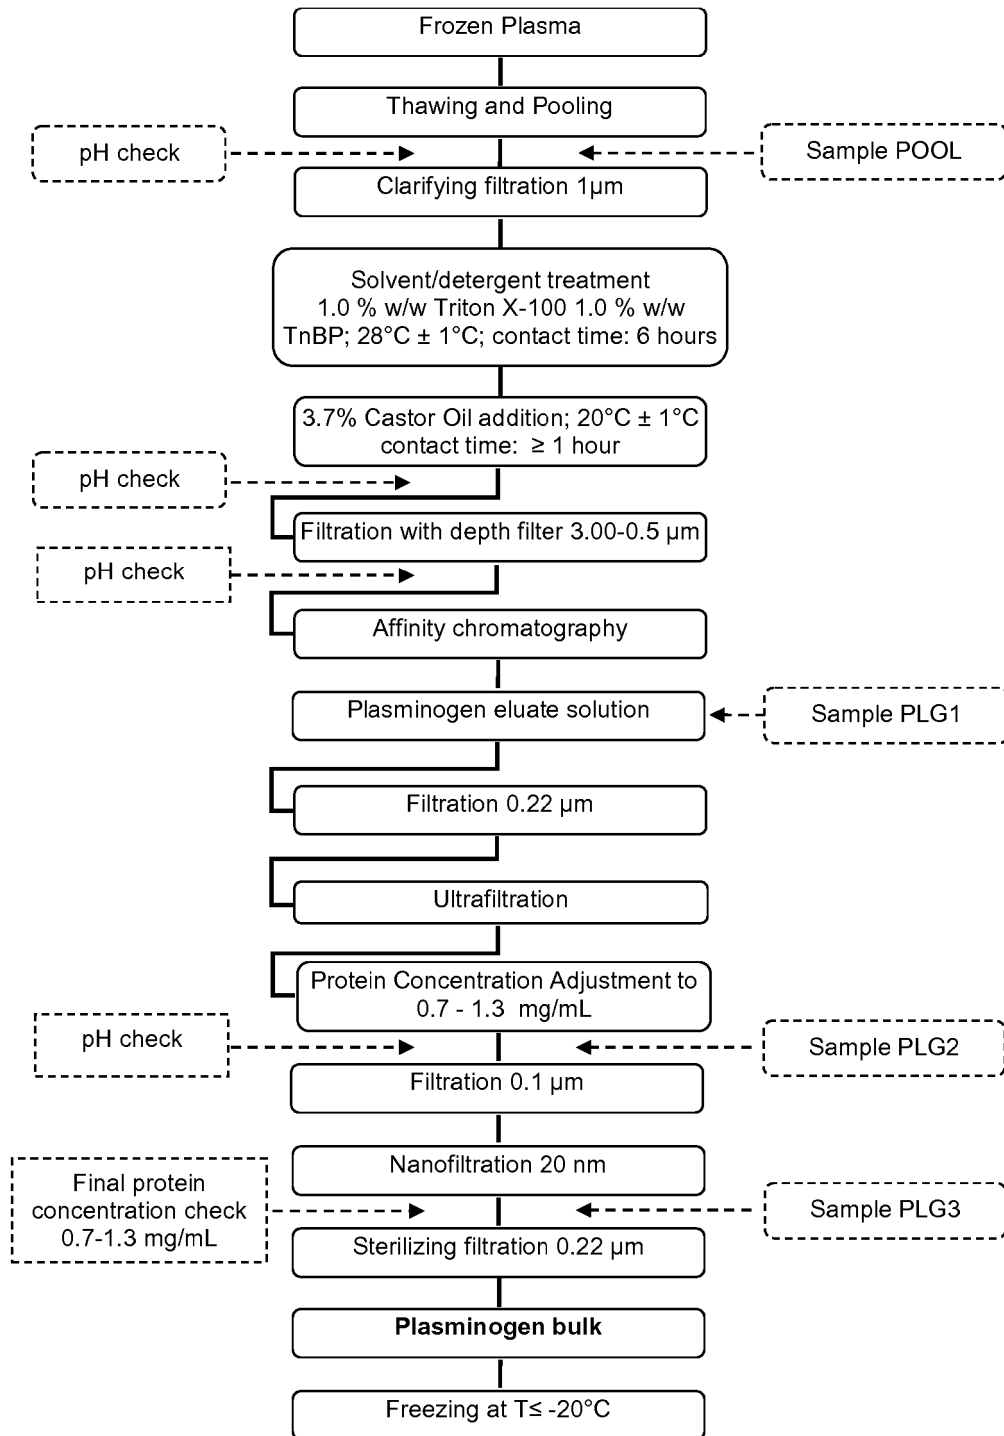 Frozen Plasma
Thawing and Pooling
pH check
Sample POOL
Clarifying filtration 1µm
Solvent/detergent treatment
1.0 % w/w Triton X-100 1.0 % w/w
TnBP; 28°C ± 1°C; contact time: 6 hours
3.7% Castor Oil addition; 20°C ± 1°C
contact time: ≥ 1 hour
pH check
Filtration with depth filter 3.00-0.5 µm
pH check
Affinity chromatography
Plasminogen eluate solution
Sample PLG1
Filtration 0.22 µm
Ultrafiltration
Protein Concentration Adjustment to
0.7 - 1.3 mg/mL
pH check
Sample PLG2
Filtration 0.1 µm
Nanofiltration 20 nm
Final protein
concentration check
0.7-1.3 mg/mL
Sample PLG3
Sterilizing filtration 0.22 µm
Plasminogen bulk
Freezing at T≤ -20°C